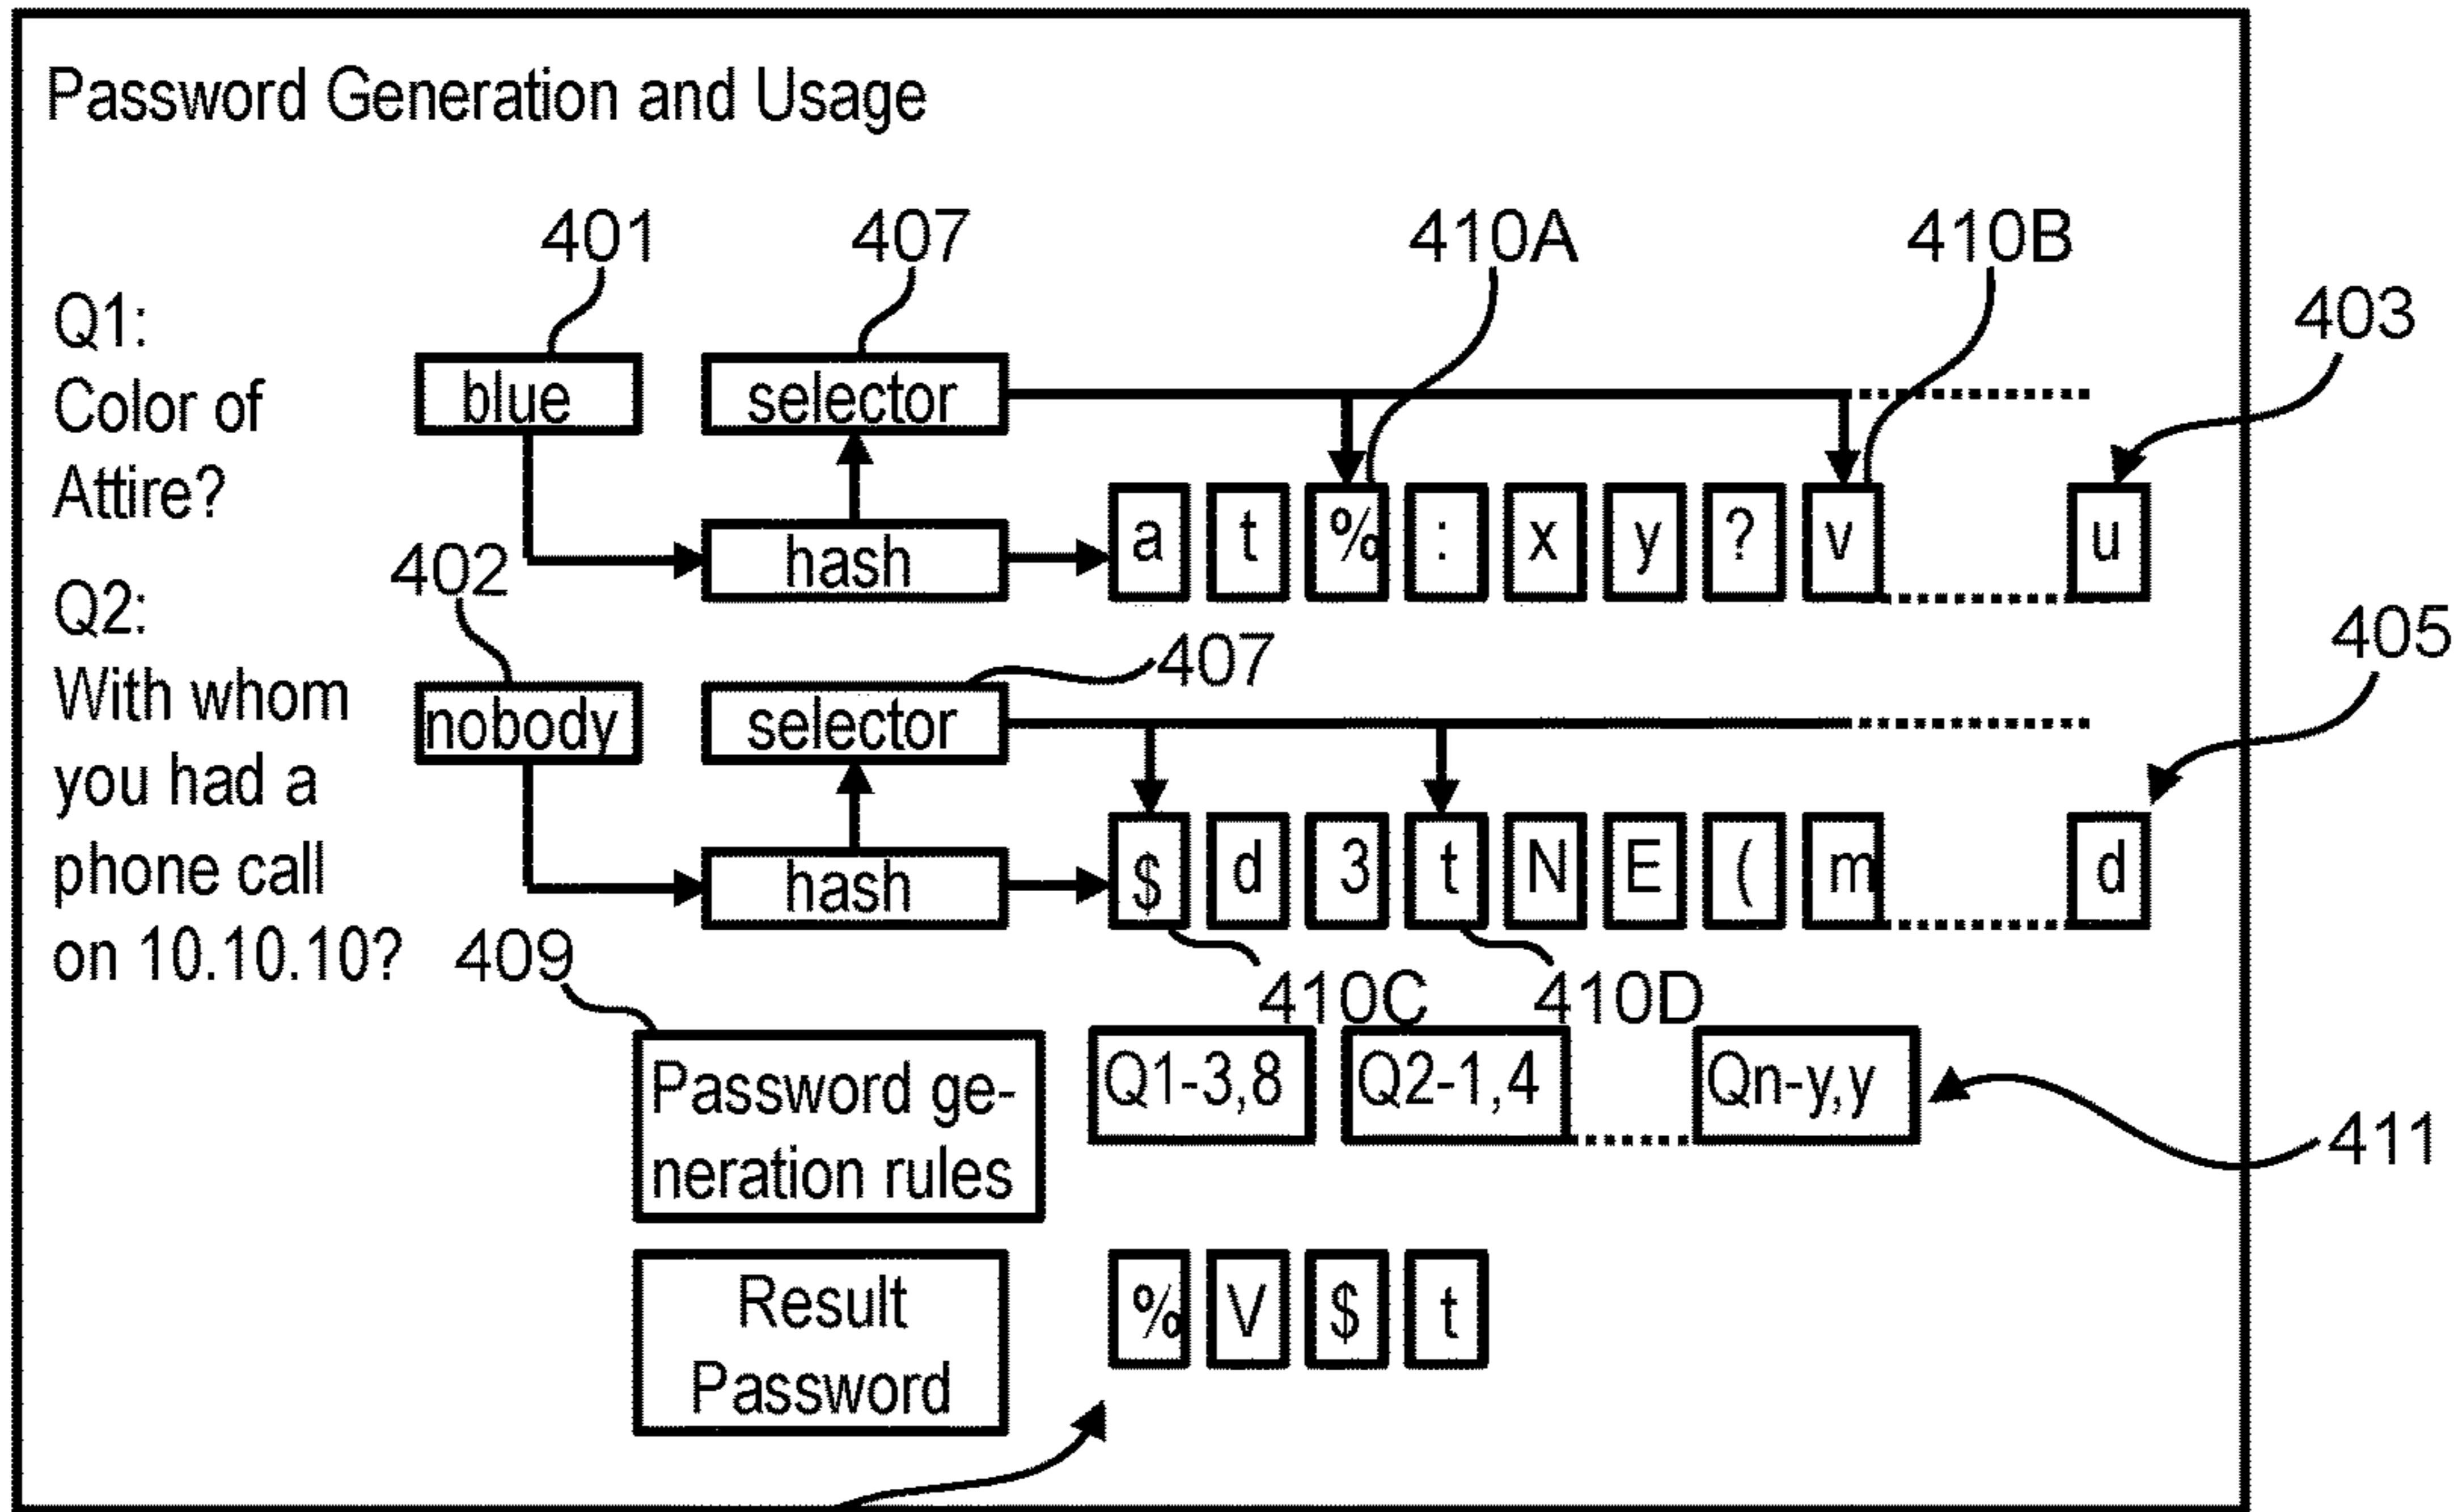 Password Generation and Usage
401 407 410A 410B
403
Q1:
Color of
Attire?
blue selector
hash a t % : x y ? v u
402
Q2:
With whom
you had a
phone call
on 10.10.10?
407
405
nobody selector
hash $ d 3 t N E ( m d
409
410C 410D
Password ge-
neration rules
Q1-3,8 Q2-1,4 Qn-y,y
411
Result
Password
% V $ t